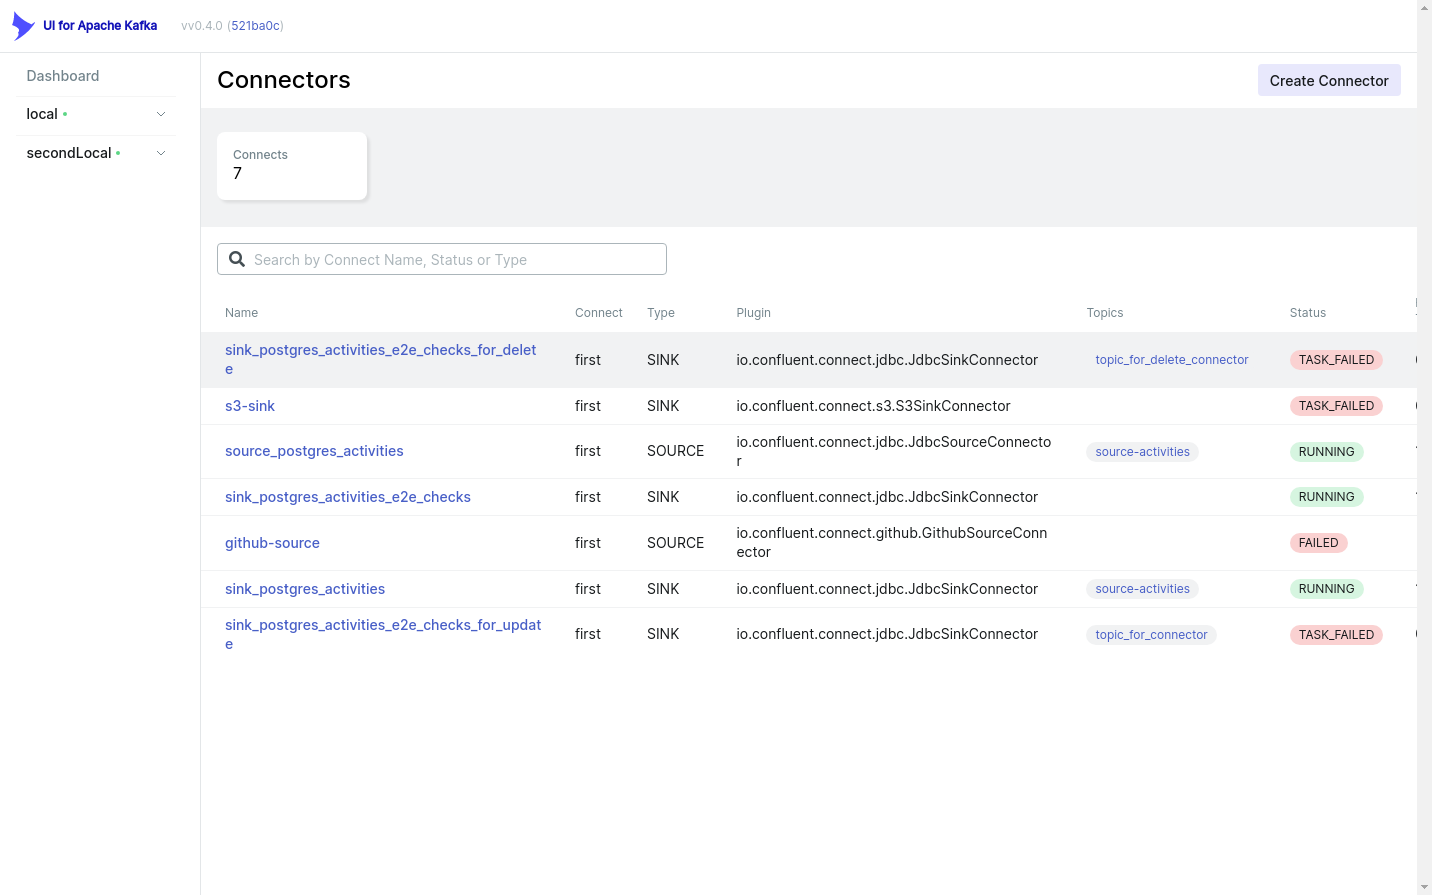 UI for Apache Kafka vv0.4.0 (521ba0c)
Dashboard
local
secondLocal
Connectors
Create Connector
Connects
7
Search by Connect Name, Status or Type
Name Connect Type Plugin Topics Status
sink_postgres_activities_e2e_checks_for_delet
e
first SINK io.confluent.connect.jdbc.JdbcSinkConnector topic_for_delete_connector TASK_FAILED
s3-sink first SINK io.confluent.connect.s3.S3SinkConnector TASK_FAILED
source_postgres_activities first SOURCE io.confluent.connect.jdbc.JdbcSourceConnecto
r
source-activities RUNNING
sink_postgres_activities_e2e_checks first SINK io.confluent.connect.jdbc.JdbcSinkConnector RUNNING
github-source first SOURCE io.confluent.connect.github.GithubSourceConn
ector
FAILED
sink_postgres_activities first SINK io.confluent.connect.jdbc.JdbcSinkConnector source-activities RUNNING
sink_postgres_activities_e2e_checks_for_updat
e
first SINK io.confluent.connect.jdbc.JdbcSinkConnector topic_for_connector TASK_FAILED